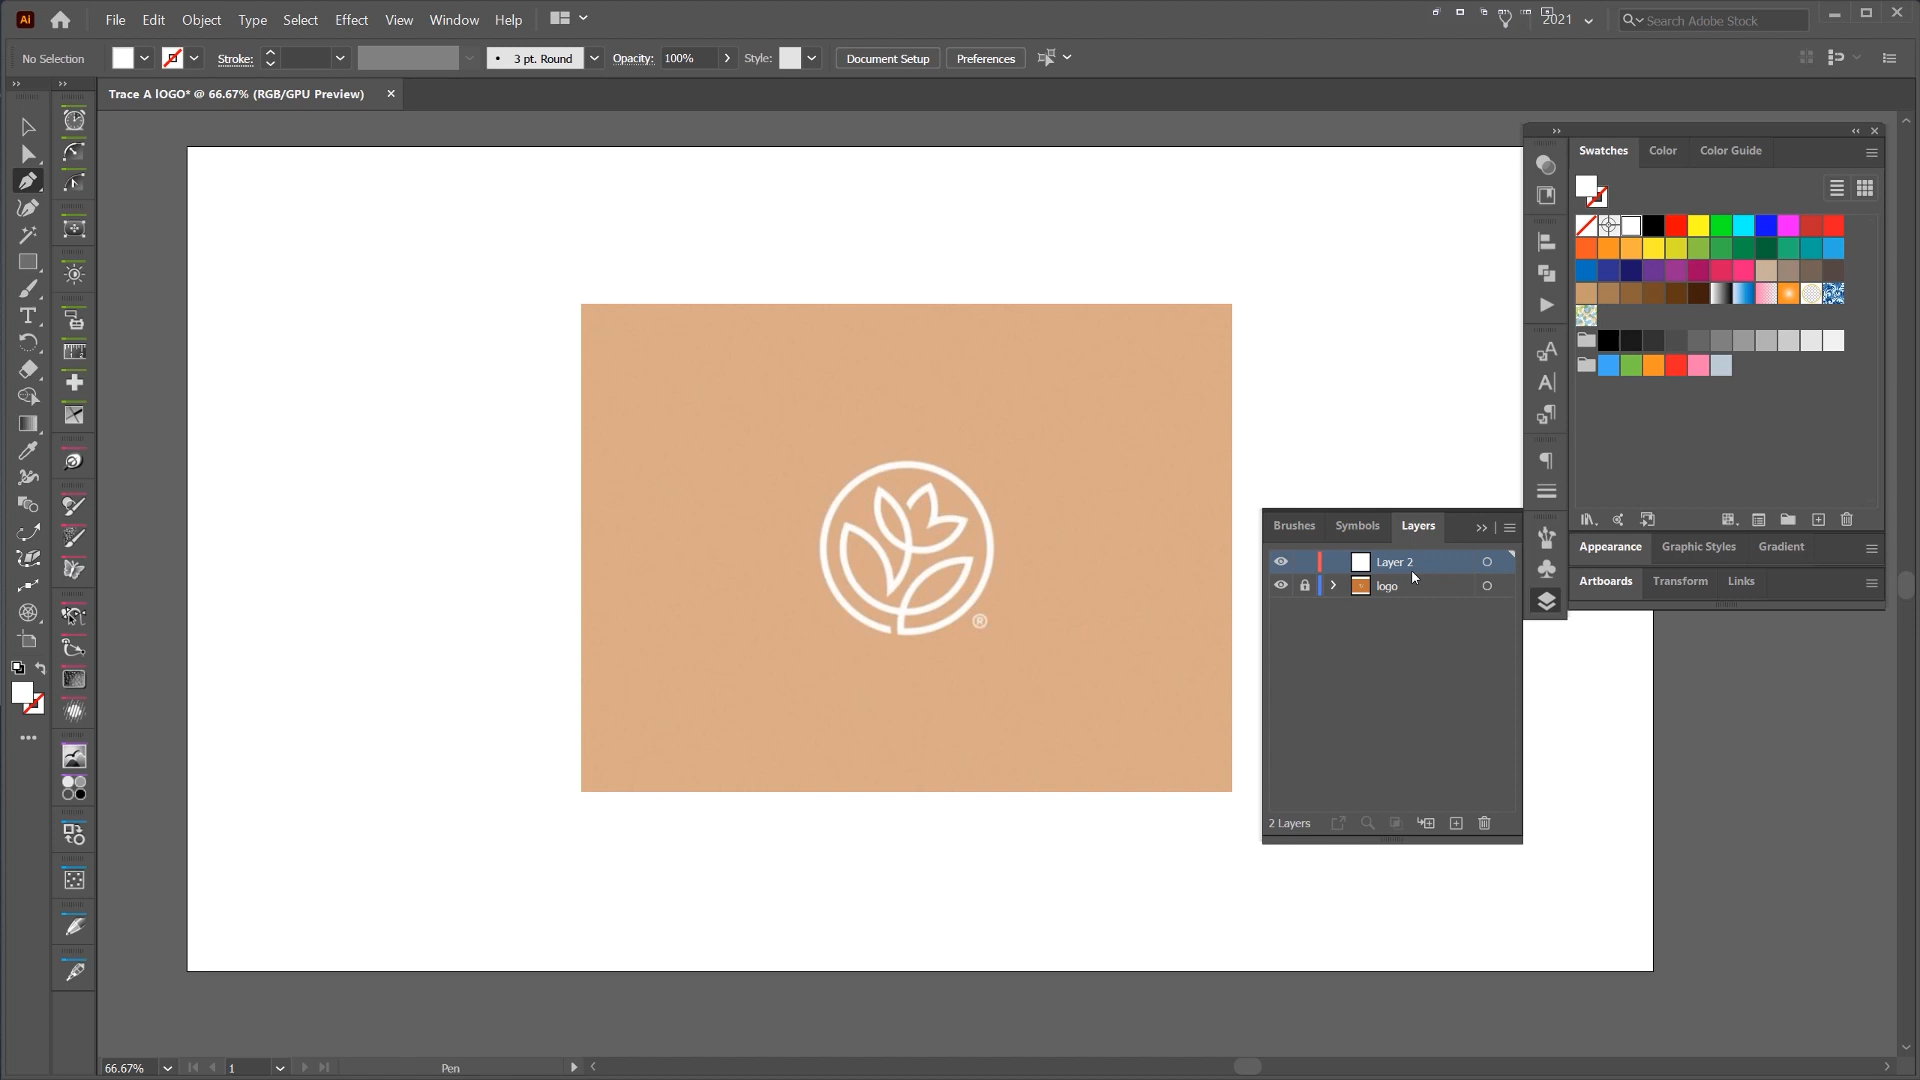 Ai File Edit Object Type Select Effect View Window Help 2021 Search Adobe Stock
No Selection Stroke: 3 pt. Round Opacity: 100% Style: Document Setup Preferences
Trace A lOGO* @ 66.67% (RGB/GPU Preview)
Swatches Color Color Guide
®
Brushes Symbols Layers
Layer 2
logo
2 Layers
Appearance Graphic Styles Gradient
Artboards Transform Links
66.67% 1 Pen